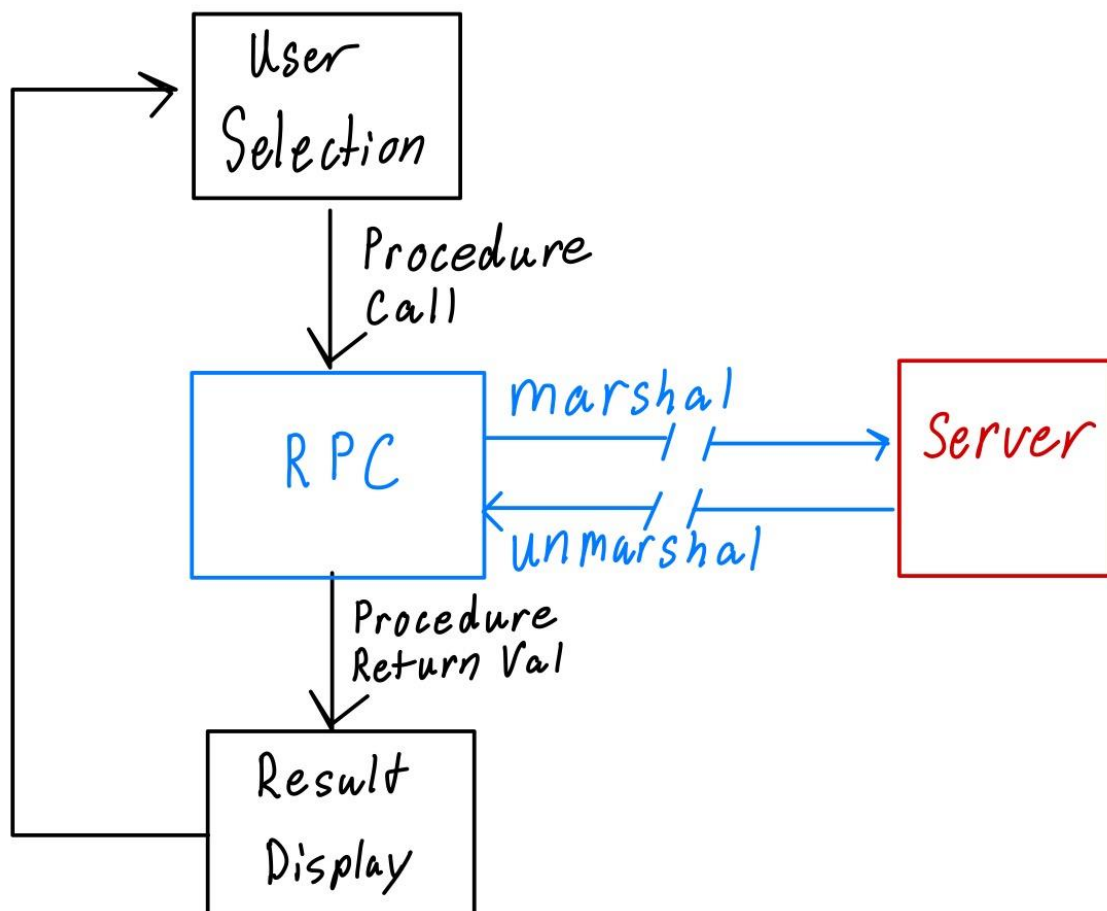 User
Selection
Procedure
Call
RPC
marshal
Server
unmarshal
Procedure
Return Val
Result
Display